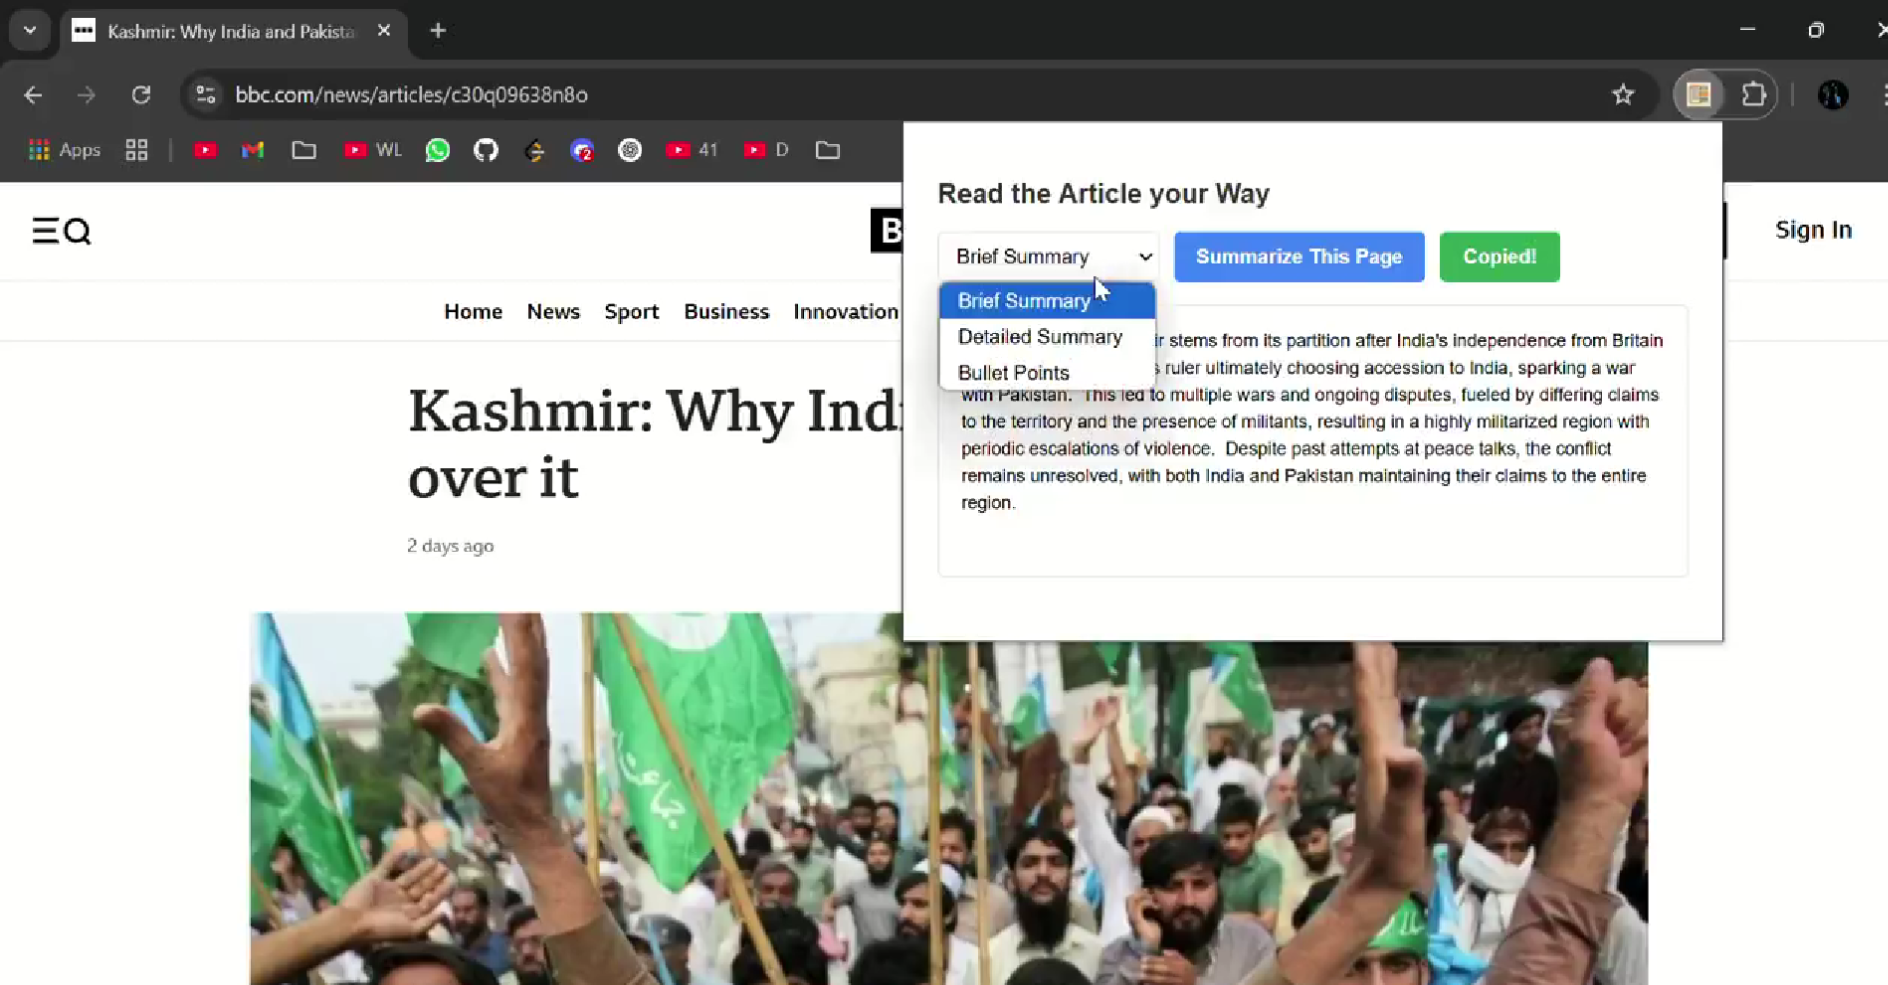 Kashmir: Why India and Pakista
bbc.com/news/articles/c30q09638n8o
Apps
WL
2
41
D
Read the Article your Way
Brief Summary
Summarize This Page
Copied!
Brief Summary
Detailed Summary
Bullet Points
r stems from its partition after India's independence from Britain
s ruler ultimately choosing accession to India, sparking a war
with Pakistan. This led to multiple wars and ongoing disputes, fueled by differing claims
to the territory and the presence of militants, resulting in a highly militarized region with
periodic escalations of violence. Despite past attempts at peace talks, the conflict
remains unresolved, with both India and Pakistan maintaining their claims to the entire
region.
B
Sign In
Home
News
Sport
Business
Innovation
Kashmir: Why Indi
over it
2 days ago
جماعت